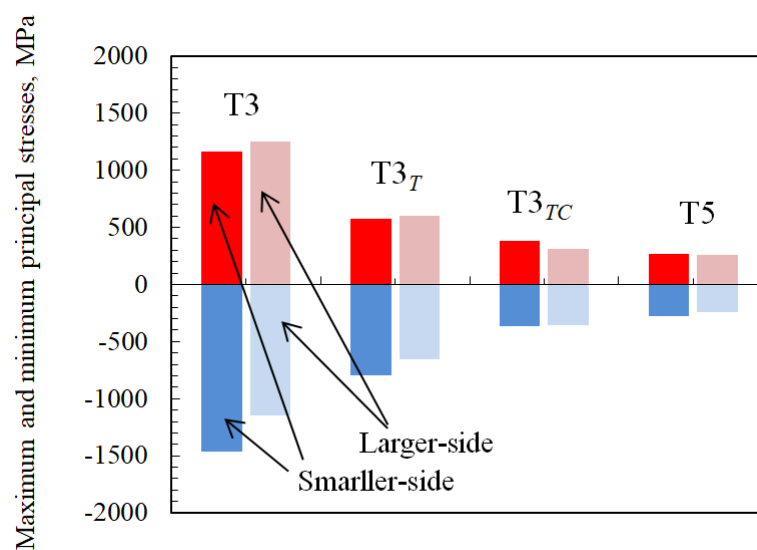 Maximum and minimum principal stresses, MPa
2000
1500
1000
500
0
-500
-1000
-1500
-2000
T3
T3T
T3TC
T5
Larger-side
Smarller-side